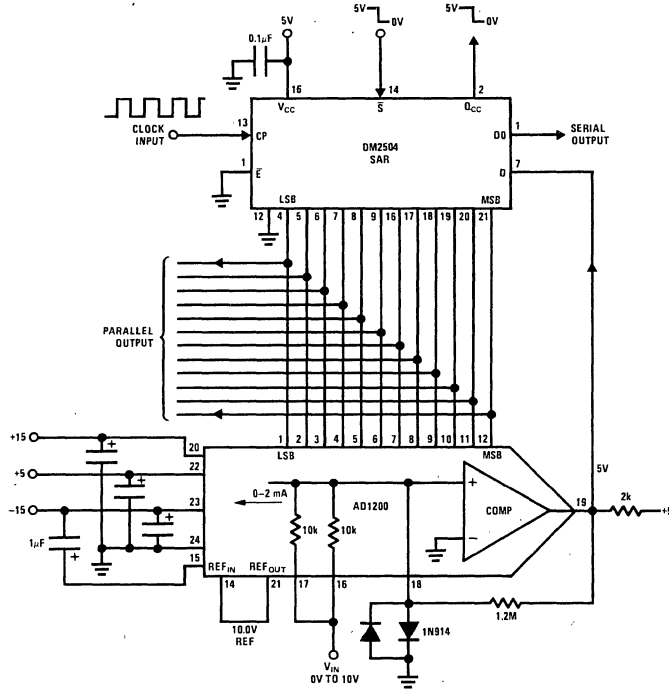 5V
5V 0V
5V 0V
0.1μF
16 14 2
VCC S̅ QCC
CLOCK INPUT
13 CP
DM2504
SAR
DO 1 SERIAL OUTPUT
1 E̅
D 7
LSB MSB
12 4 5 6 7 8 9 16 17 18 19 20 21
PARALLEL OUTPUT
1 2 3 4 5 6 7 8 9 10 11 12
LSB MSB
+15 20
+5 22
-15 23
24
15
1μF
0-2 mA
AD1200
10k 10k
+
COMP
-
5V
19
2k
+5
REFIN REFOUT
14 21 17 16 18
10.0V
REF
1.2M
1N914
VIN
0V TO 10V